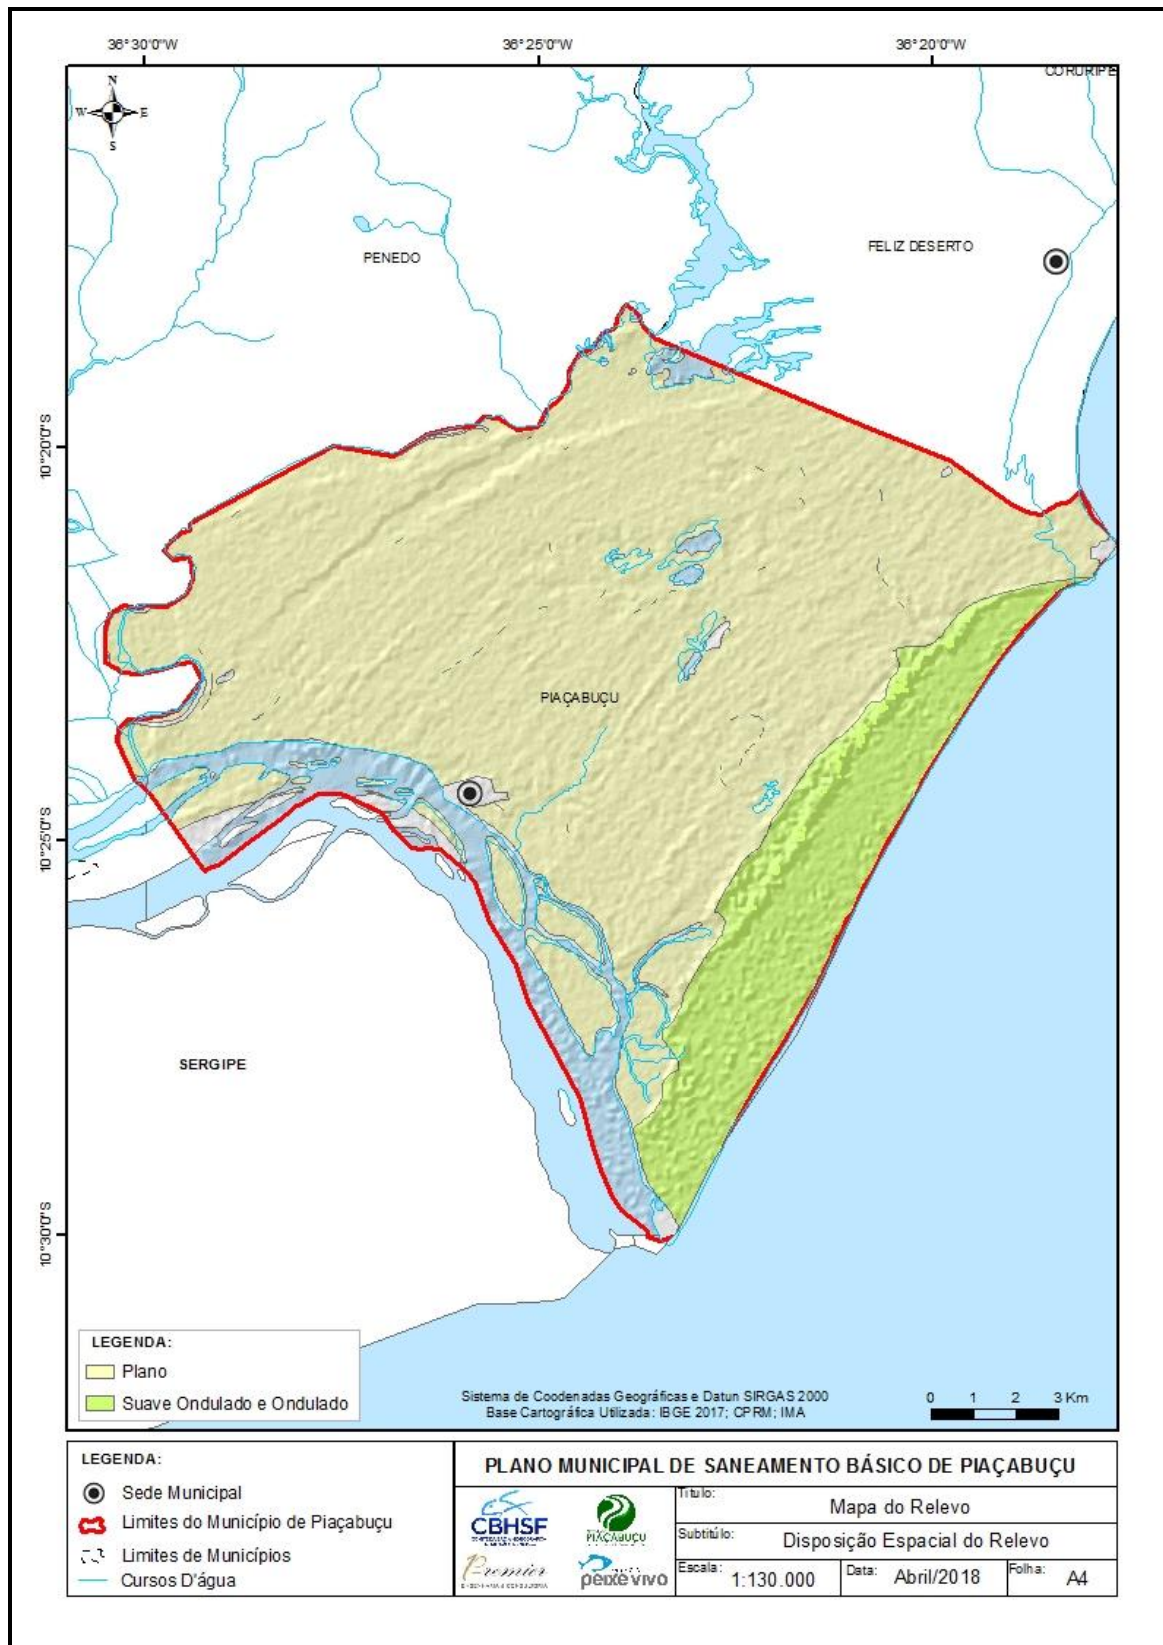 36°30'0"W
36°25'0"W
36°20'0"W
CORURIPE
N
W
E
S
PENEDO
FELIZ DESERTO
10°20'0"S
PIAÇABUÇU
10°25'0"S
SERGIPE
10°30'0"S
LEGENDA:
Plano
Suave Ondulado e Ondulado
Sistema de Coodenadas Geográficas e Datun SIRGAS 2000
Base Cartográfica Utilizada: IBGE 2017; CPRM; IMA
0 1 2 3 Km
LEGENDA:
Sede Municipal
Limites do Município de Piaçabuçu
Limites de Municípios
Cursos D'água
PLANO MUNICIPAL DE SANEAMENTO BÁSICO DE PIAÇABUÇU
CBHSF
PIAÇABUÇU
Premier
peixe vivo
Título:
Mapa do Relevo
Subtitúlo:
Disposição Espacial do Relevo
Escala:
1:130.000
Data:
Abril/2018
Folha:
A4